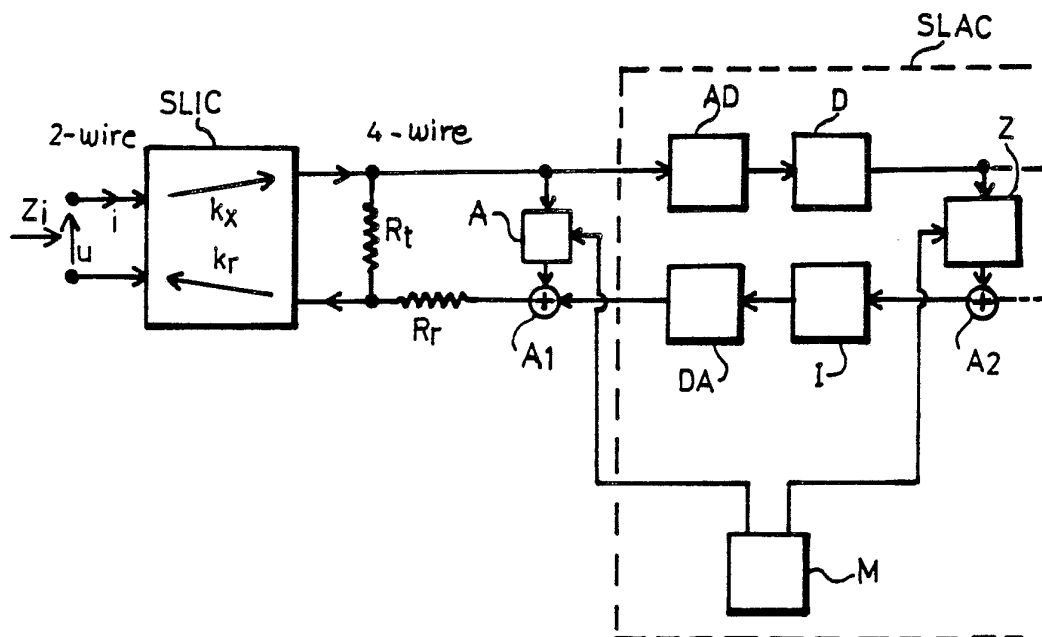 SLAC
SLIC
AD
D
2-wire
4-wire
Z
Zi
i
u
kx
kr
Rt
A
Rr
A1
DA
I
A2
M